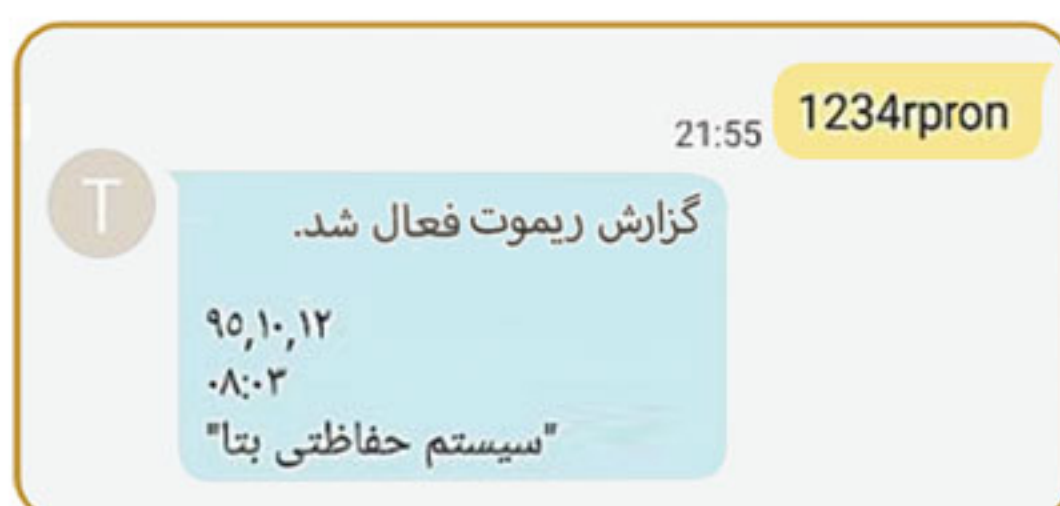 1234rpron
21:55
T
گزارش ریموت فعال شد.
۹۵,۱۰,۱۲
۰۸:۰۳
"سیستم حفاظتی بتا"